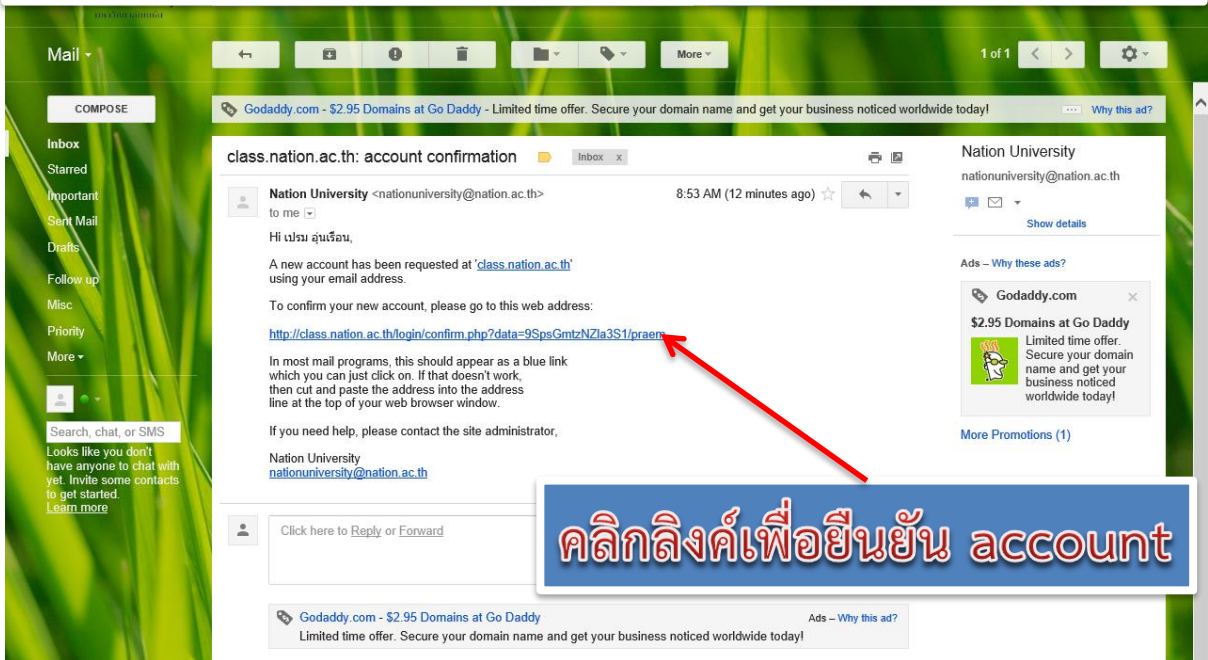 มหาวิทยาลัยเนชั่น
Mail
More
1 of 1
COMPOSE
Godaddy.com - $2.95 Domains at Go Daddy - Limited time offer. Secure your domain name and get your business noticed worldwide today!
Why this ad?
Inbox
Starred
Important
Sent Mail
Drafts
Follow up
Misc
Priority
More
Search, chat, or SMS
Looks like you don't
have anyone to chat with
yet. Invite some contacts
to get started.
Learn more
class.nation.ac.th: account confirmation
Inbox x
Nation University <nationuniversity@nation.ac.th>
8:53 AM (12 minutes ago)
to me
Hi เปรม อุ่นเรือน,
A new account has been requested at 'class.nation.ac.th'
using your email address.
To confirm your new account, please go to this web address:
http://class.nation.ac.th/login/confirm.php?data=9SpsGmtzNZIa3S1/praem
In most mail programs, this should appear as a blue link
which you can just click on. If that doesn't work,
then cut and paste the address into the address
line at the top of your web browser window.
If you need help, please contact the site administrator,
Nation University
nationuniversity@nation.ac.th
คลิกลิงค์เพื่อยืนยัน account
Click here to Reply or Forward
Godaddy.com - $2.95 Domains at Go Daddy
Ads – Why this ad?
Limited time offer. Secure your domain name and get your business noticed worldwide today!
Nation University
nationuniversity@nation.ac.th
Show details
Ads – Why these ads?
Godaddy.com
$2.95 Domains at Go Daddy
Limited time offer.
Secure your domain
name and get your
business noticed
worldwide today!
More Promotions (1)